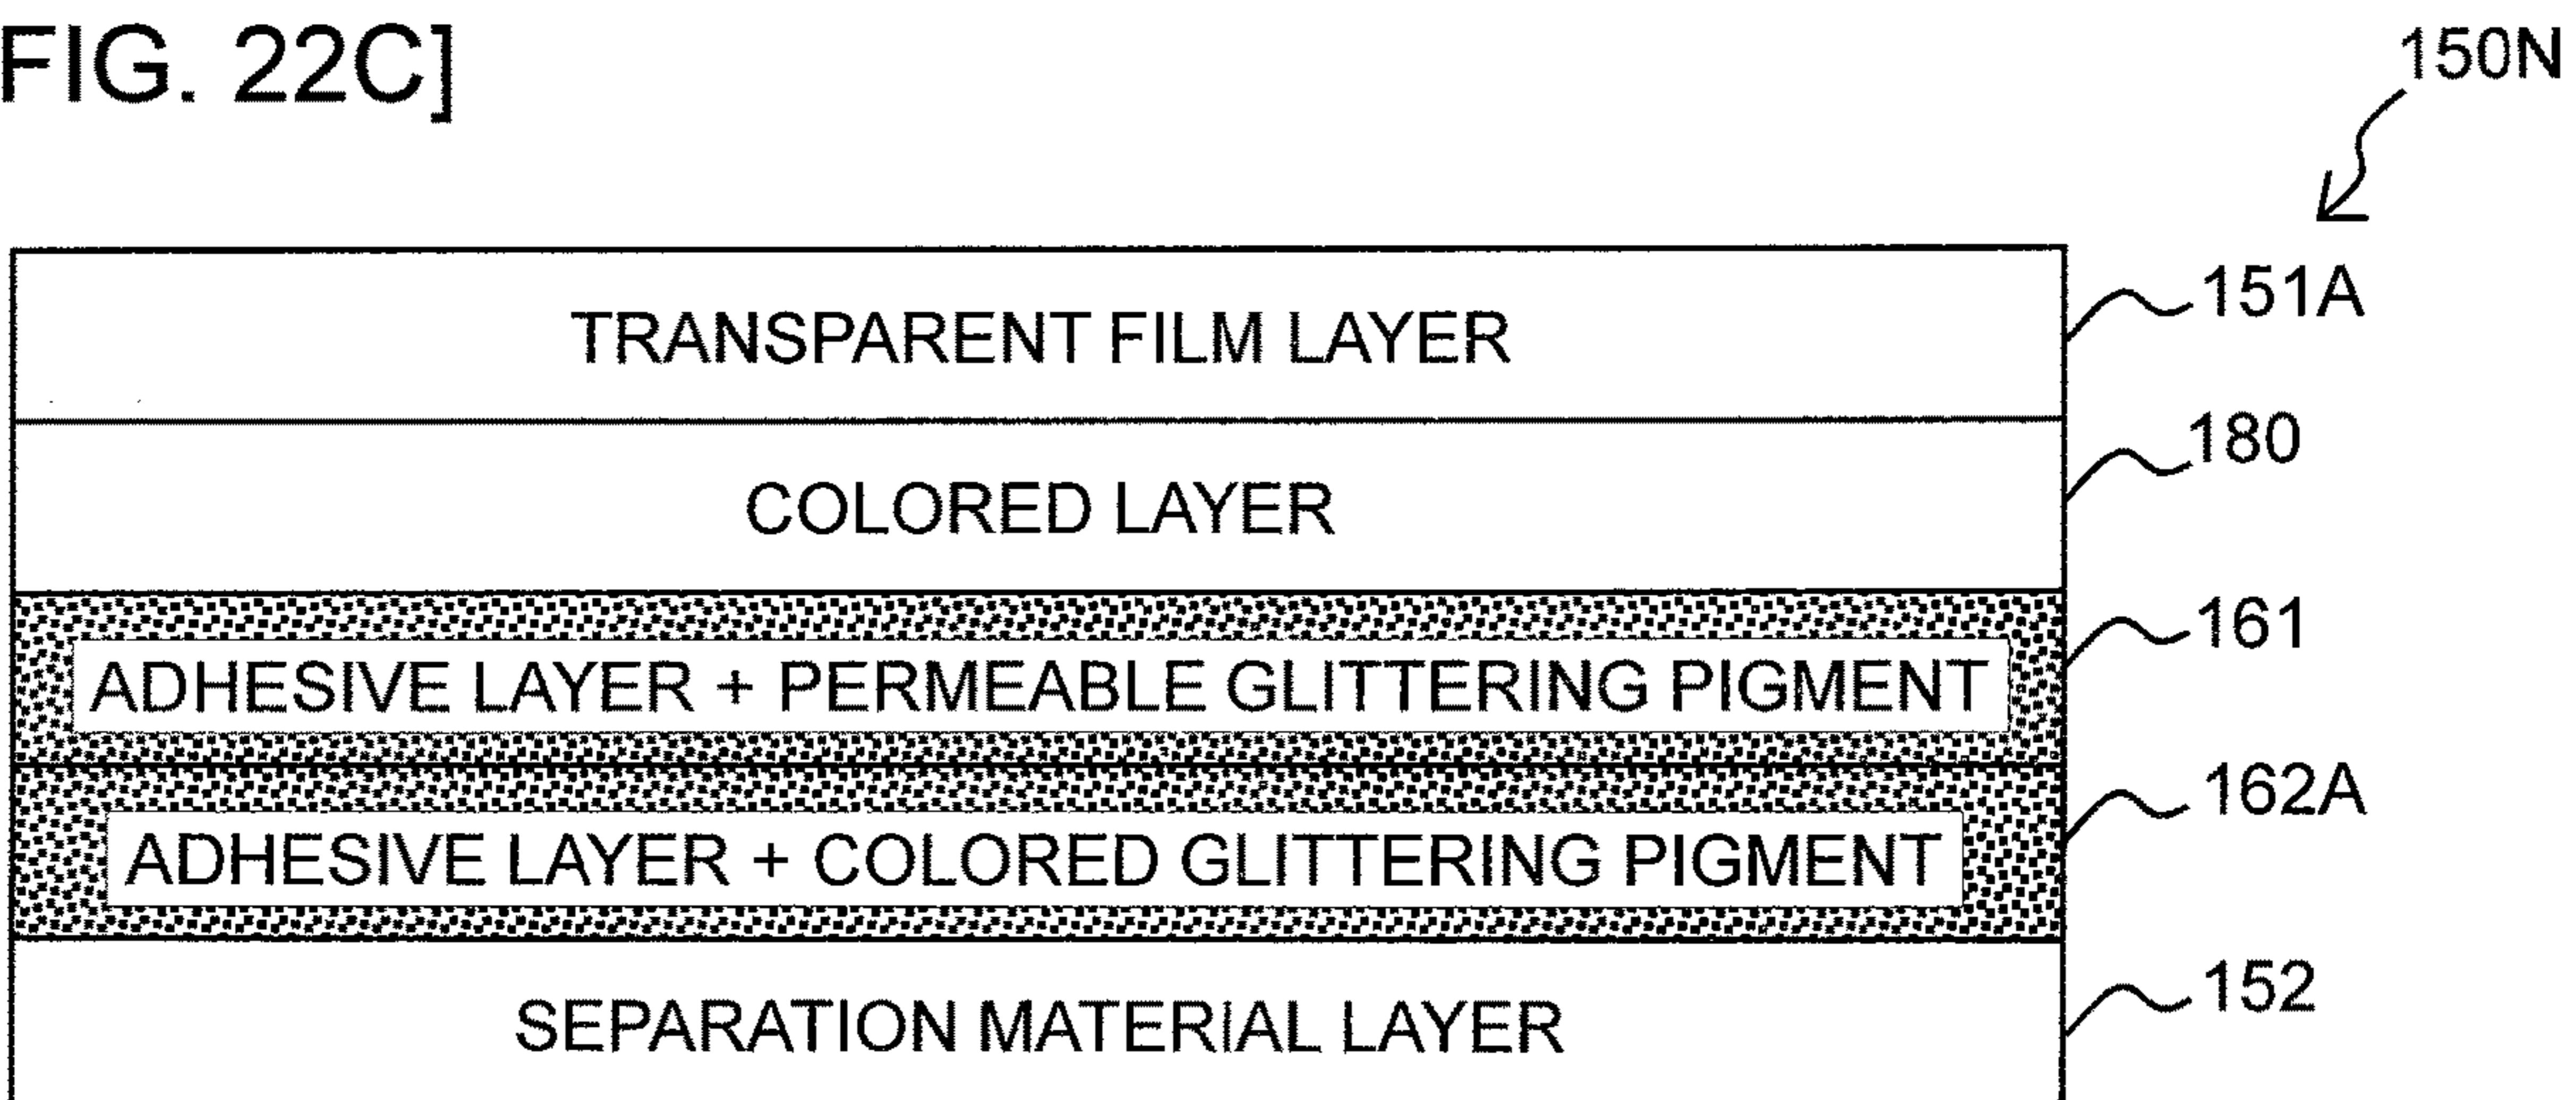 FIG. 22C]
150N
TRANSPARENT FILM LAYER
151A
COLORED LAYER
180
ADHESIVE LAYER + PERMEABLE GLITTERING PIGMENT
161
ADHESIVE LAYER + COLORED GLITTERING PIGMENT
162A
SEPARATION MATERIAL LAYER
152